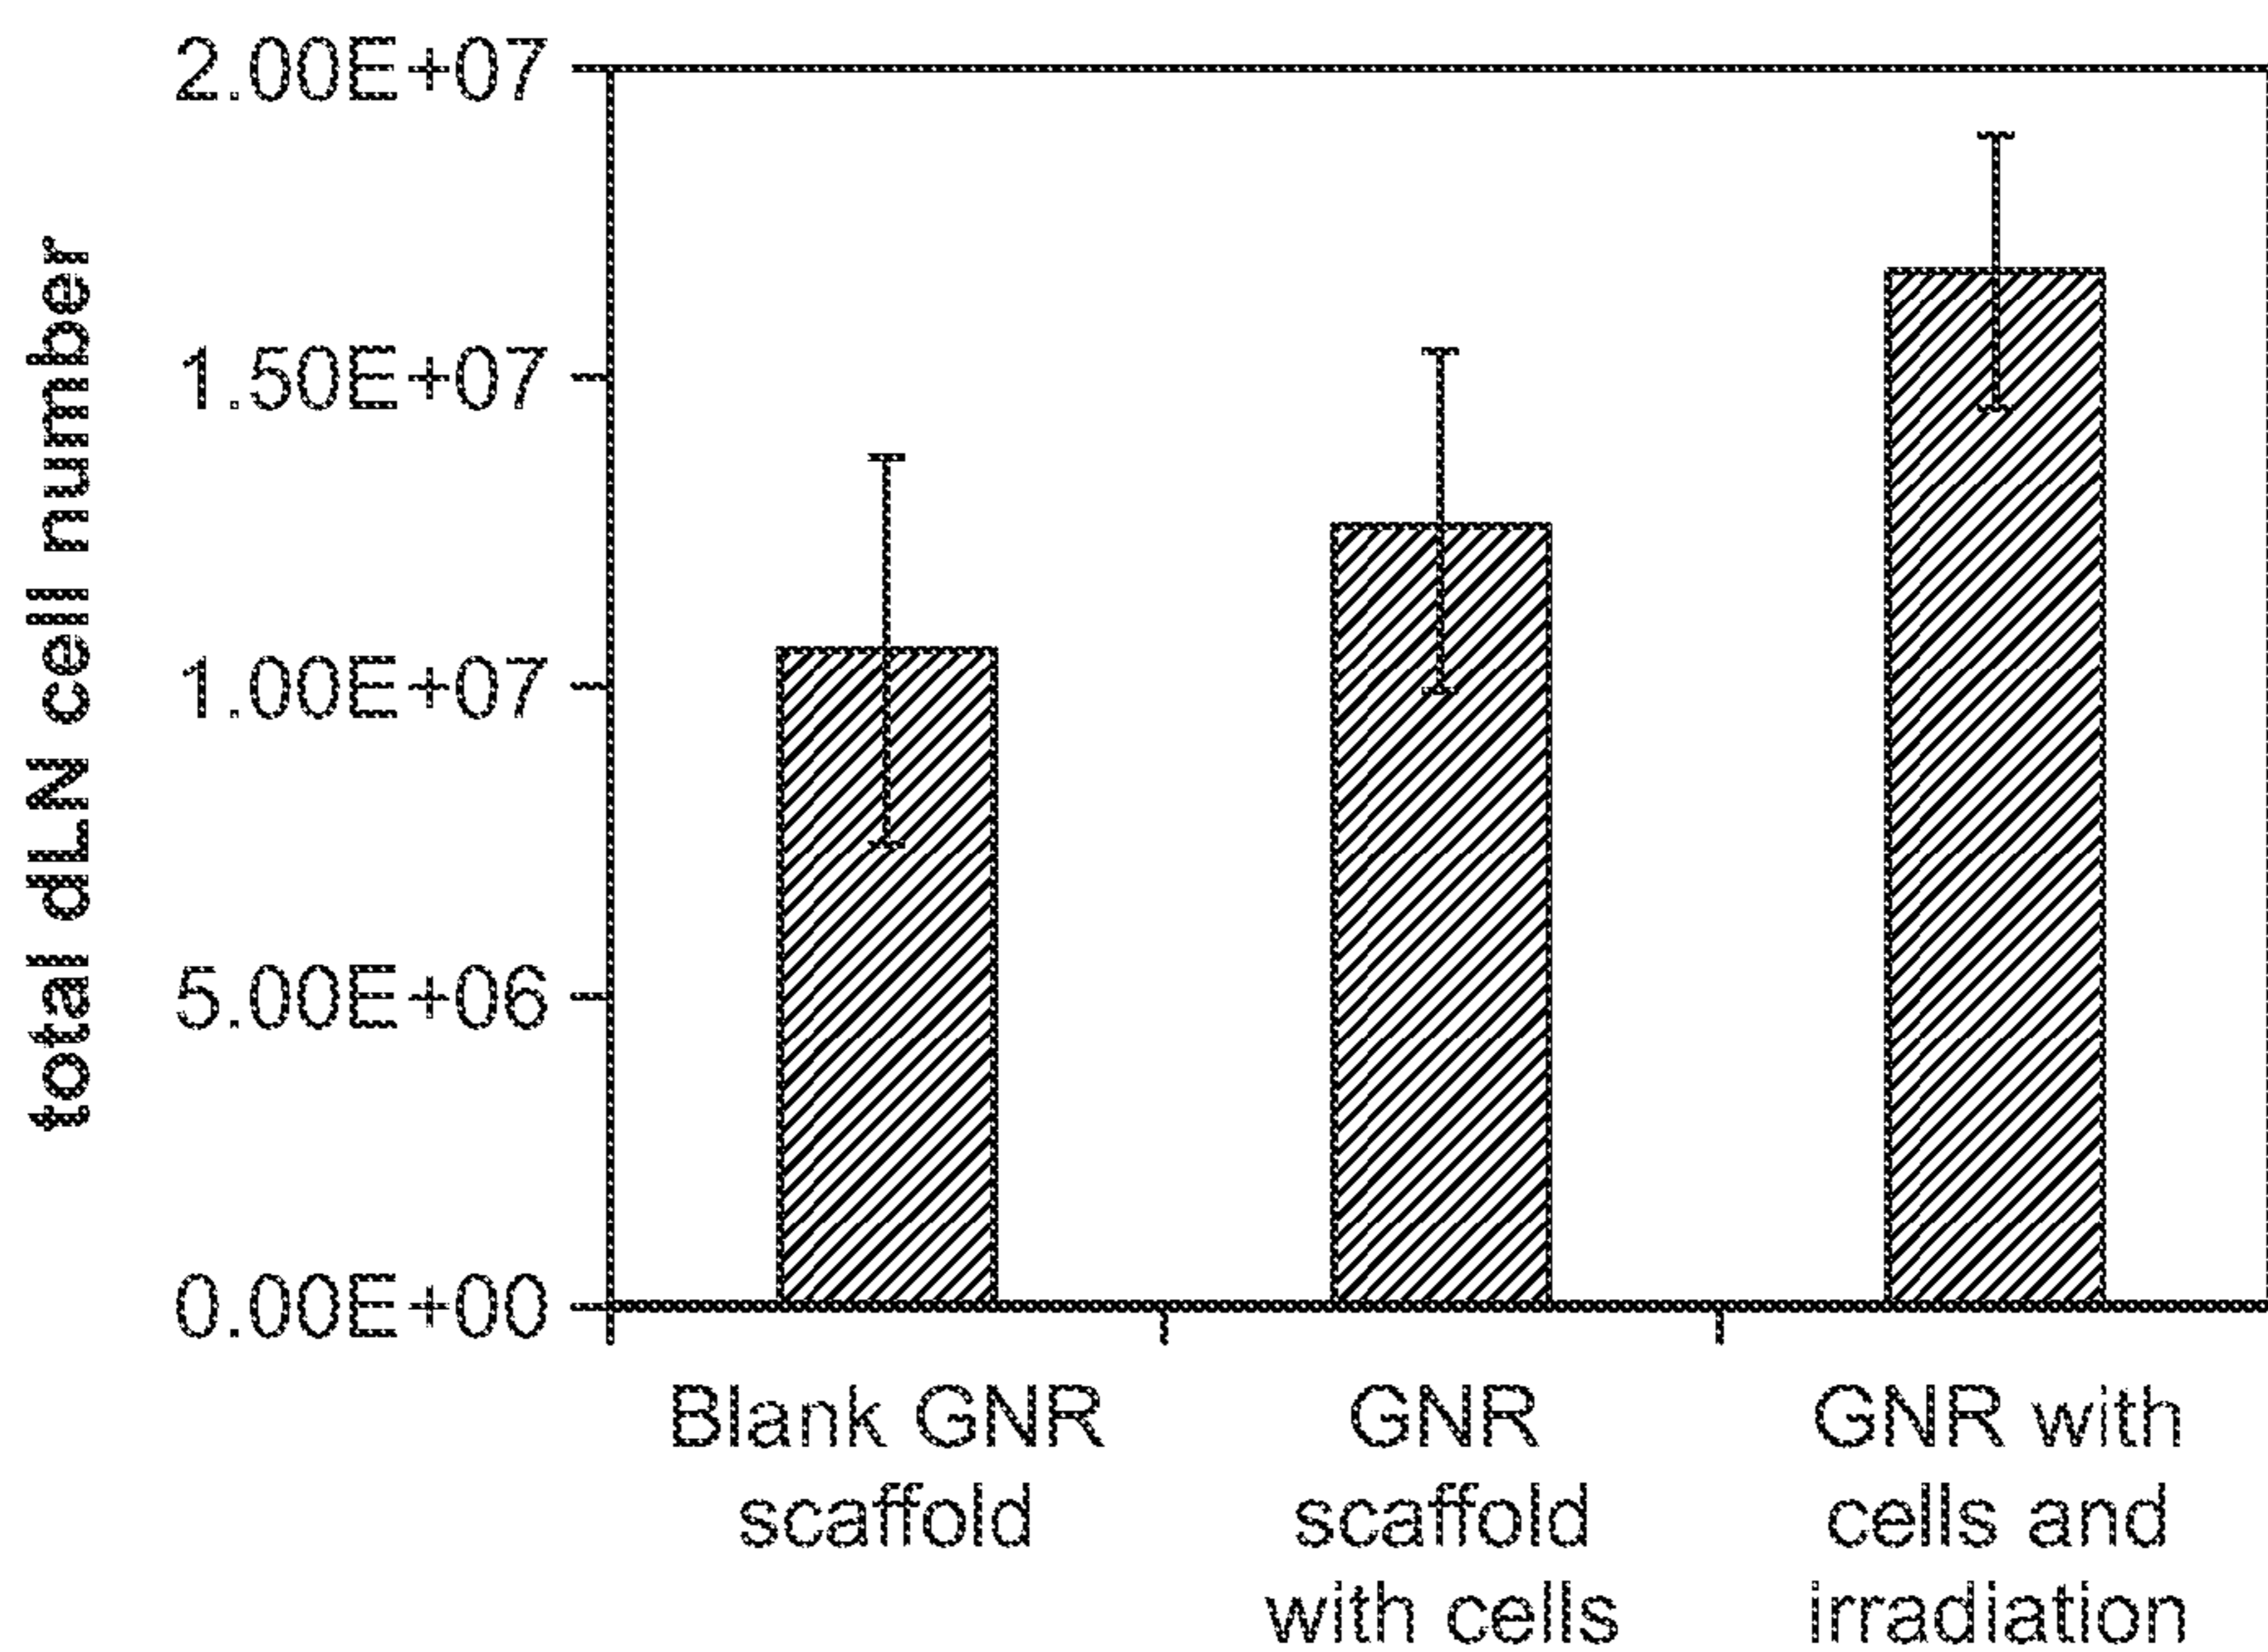 total dLN cell number
2.00E+07
1.50E+07
1.00E+07
5.00E+06
0.00E+00
Blank GNR
scaffold
GNR
scaffold
with cells
GNR with
cells and
irradiation